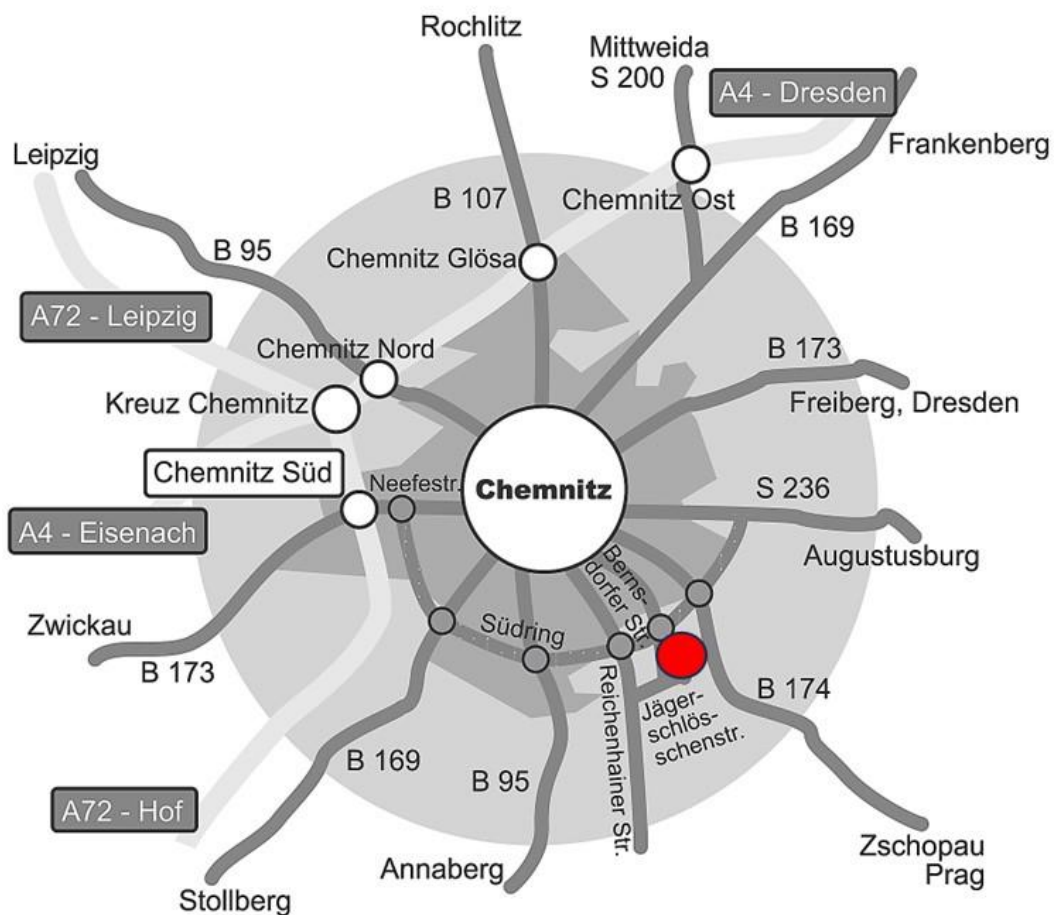 Rochlitz
Mittweida
S 200
A4 - Dresden
Frankenberg
Leipzig
B 107
Chemnitz Ost
B 169
B 95
Chemnitz Glösa
A72 - Leipzig
Chemnitz Nord
B 173
Kreuz Chemnitz
Freiberg, Dresden
Chemnitz Süd
Neefestr.
Chemnitz
S 236
A4 - Eisenach
Augustusburg
Berns-
dorfer Str.
Zwickau
Südring
B 173
Reichenhainer Str.
Jäger-
schlös-
schenstr.
B 174
B 169
B 95
A72 - Hof
Annaberg
Zschopau
Prag
Stollberg